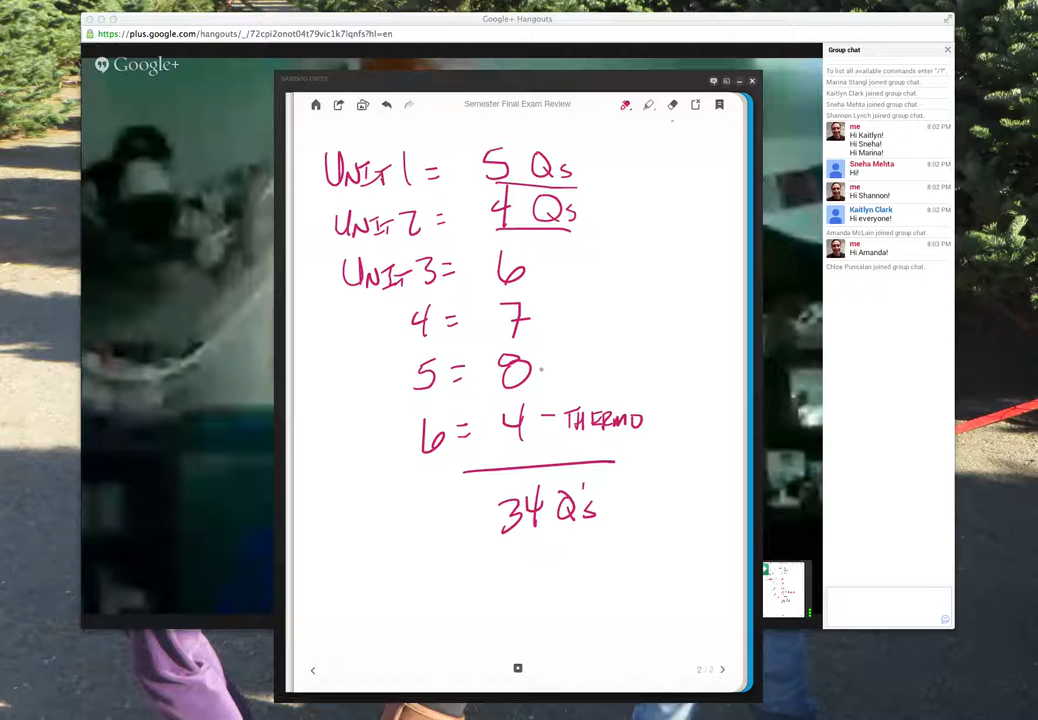 Google+ Hangouts
https://plus.google.com/hangouts/_/72cpi2onot04t79vic1k7iqnfs?hl=en
Google+
BAMBOO PAPER
Semester Final Exam Review
UNIT 1 = 5 Qs
UNIT 2 = 4 Qs
UNIT 3 = 6
4 = 7
5 = 8
6 = 4 - THERMO
34 Q's
2 / 2
Group chat
To list all available commands enter "/?".
Marina Stangl joined group chat.
Kaitlyn Clark joined group chat.
Sneha Mehta joined group chat.
Shannon Lynch joined group chat.
me 8:02 PM
Hi Kaitlyn!
Hi Sneha!
Hi Marina!
Sneha Mehta 8:02 PM
Hi!
me 8:02 PM
Hi Shannon!
Kaitlyn Clark 8:02 PM
Hi everyone!
Amanda McLain joined group chat.
me 8:03 PM
Hi Amanda!
Chloe Punsalan joined group chat.